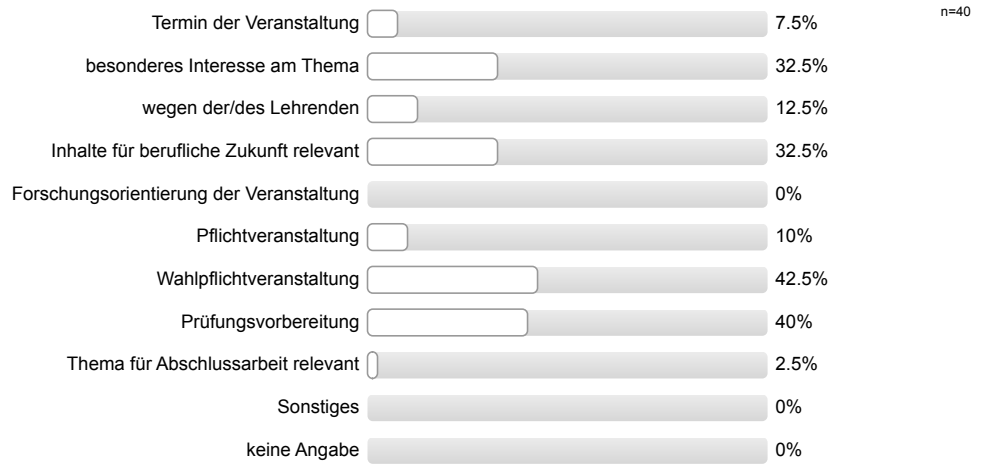 n=40
Termin der Veranstaltung 7.5%
besonderes Interesse am Thema 32.5%
wegen der/des Lehrenden 12.5%
Inhalte für berufliche Zukunft relevant 32.5%
Forschungsorientierung der Veranstaltung 0%
Pflichtveranstaltung 10%
Wahlpflichtveranstaltung 42.5%
Prüfungsvorbereitung 40%
Thema für Abschlussarbeit relevant 2.5%
Sonstiges 0%
keine Angabe 0%